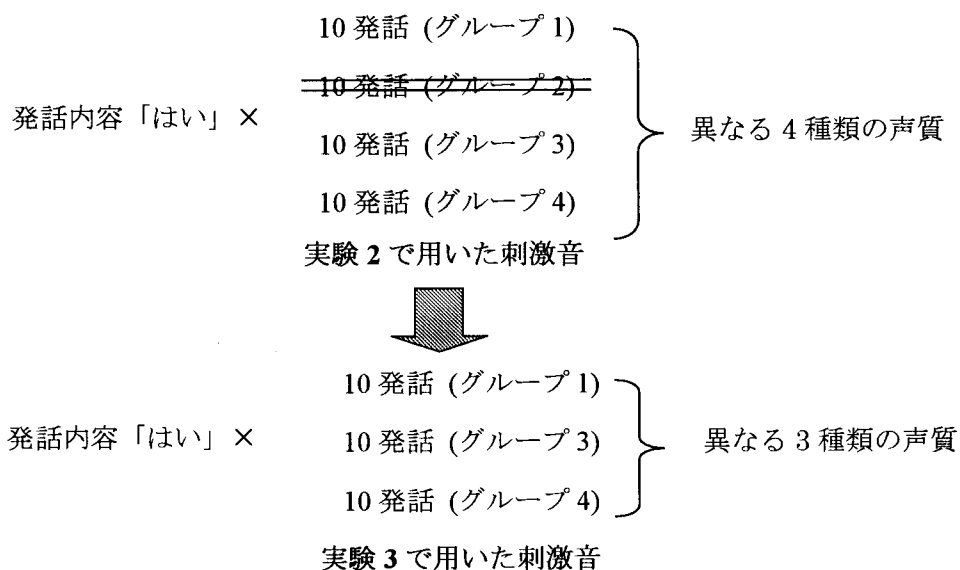 10 発話 (グループ 1)
10 発話 (グループ 2)
発話内容「はい」×
異なる 4 種類の声質
10 発話 (グループ 3)
10 発話 (グループ 4)
実験 2 で用いた刺激音
10 発話 (グループ 1)
発話内容「はい」×
10 発話 (グループ 3)
異なる 3 種類の声質
10 発話 (グループ 4)
実験 3 で用いた刺激音